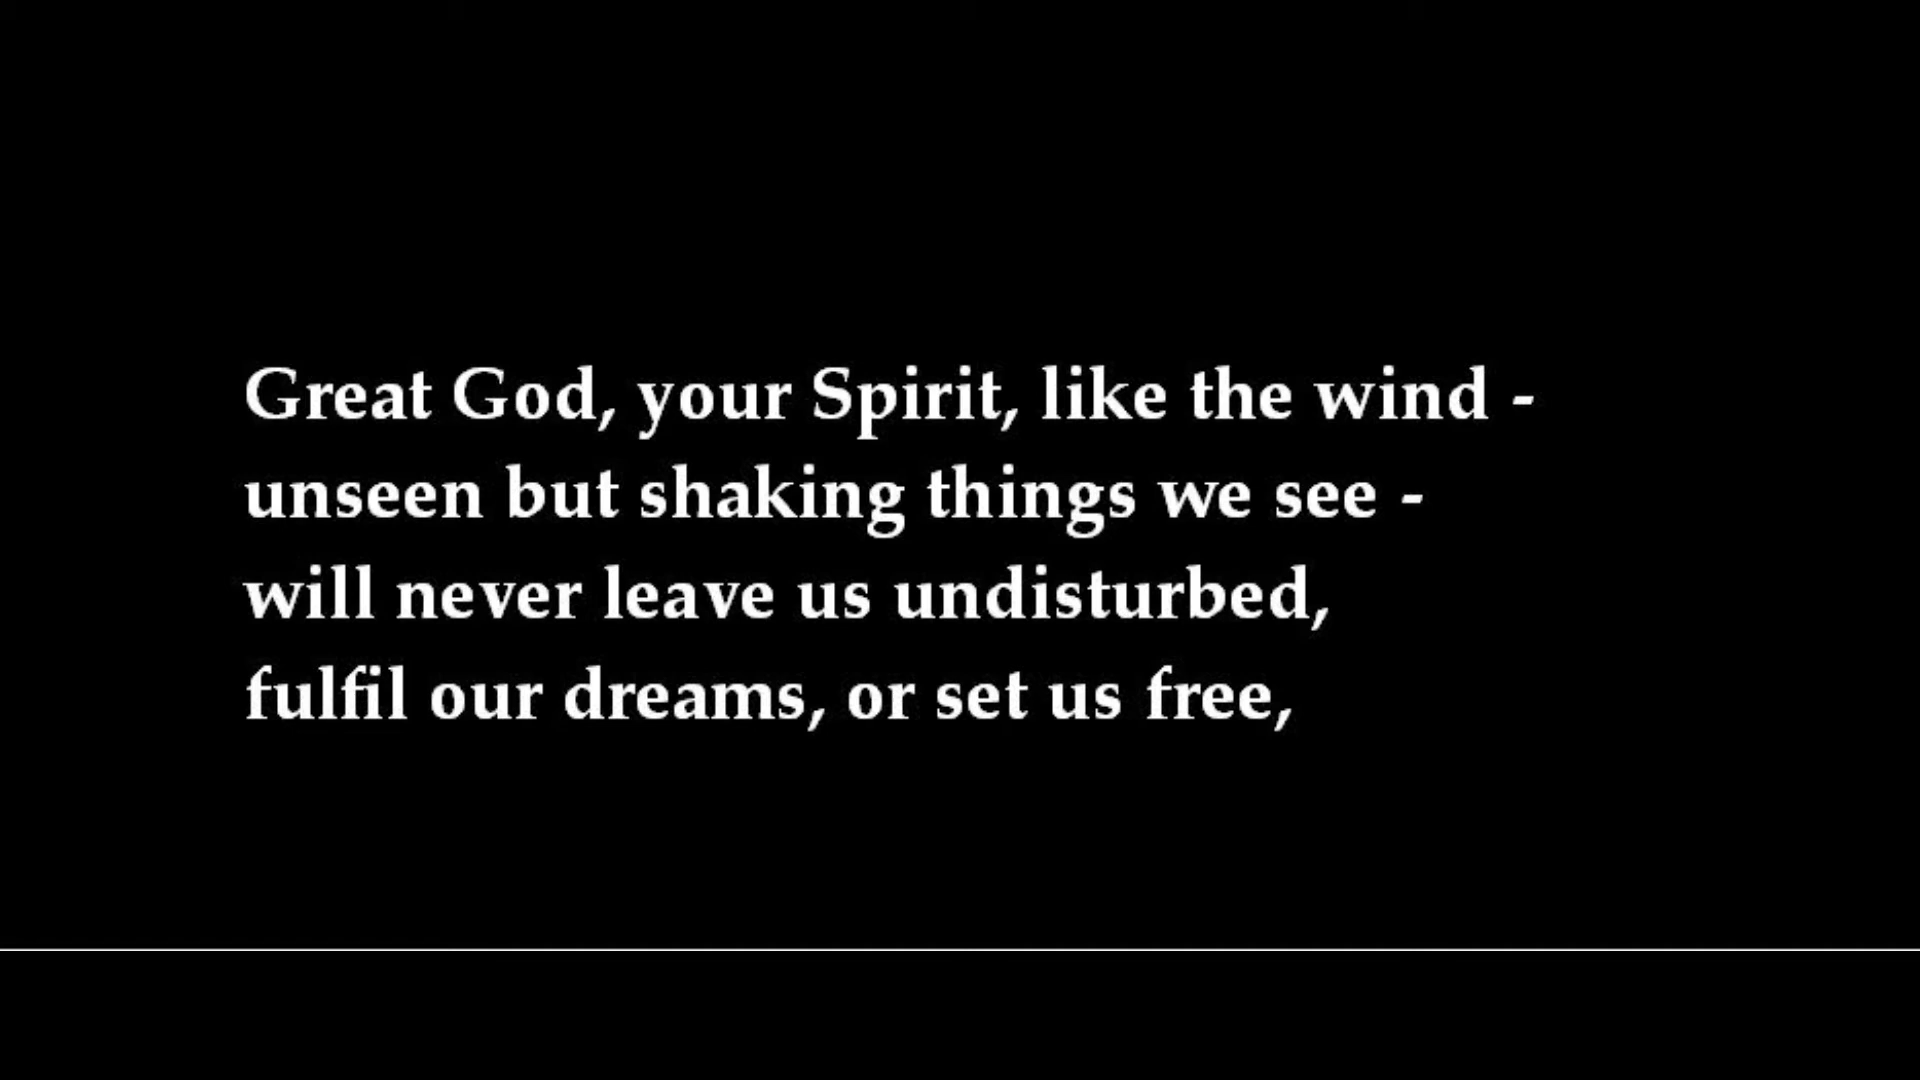 Great God, your Spirit, like the wind -
unseen but shaking things we see -
will never leave us undisturbed,
fulfil our dreams, or set us free,